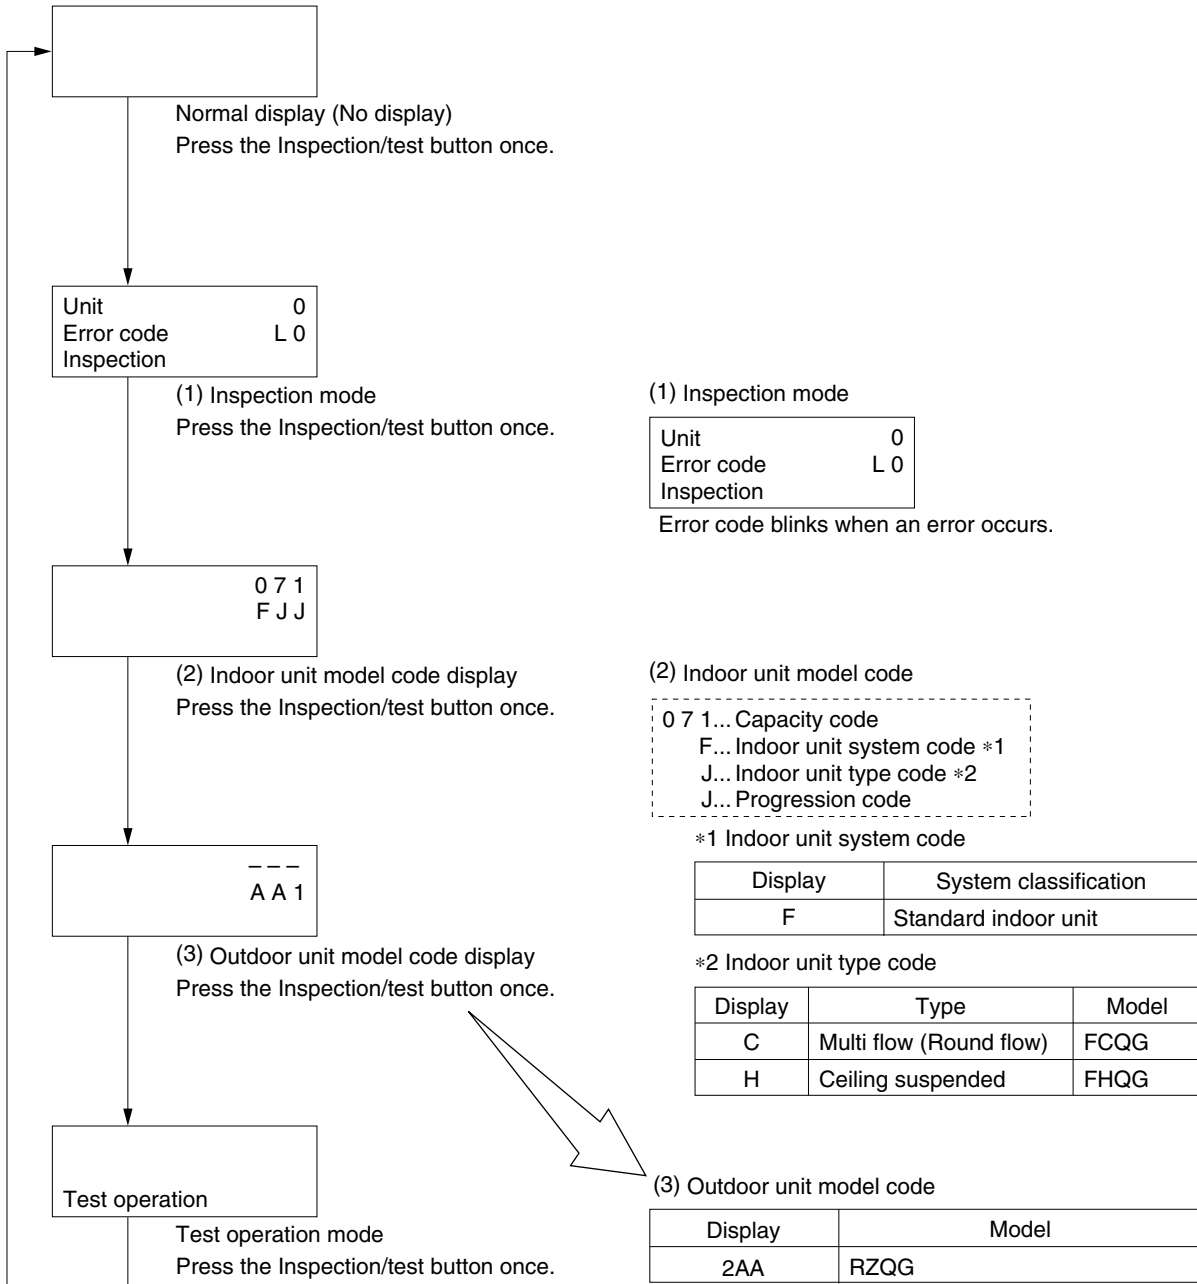 Normal display (No display)
Press the Inspection/test button once.
Unit 0
Error code L 0
Inspection
(1) Inspection mode
Press the Inspection/test button once.
(1) Inspection mode
Unit 0
Error code L 0
Inspection
Error code blinks when an error occurs.
0 7 1
F J J
(2) Indoor unit model code display
Press the Inspection/test button once.
(2) Indoor unit model code
0 7 1... Capacity code
F... Indoor unit system code *1
J... Indoor unit type code *2
J... Progression code
*1 Indoor unit system code
Display System classification
F Standard indoor unit
– – –
A A 1
(3) Outdoor unit model code display
Press the Inspection/test button once.
*2 Indoor unit type code
Display Type Model
C Multi flow (Round flow) FCQG
H Ceiling suspended FHQG
Test operation
Test operation mode
Press the Inspection/test button once.
(3) Outdoor unit model code
Display Model
2AA RZQG